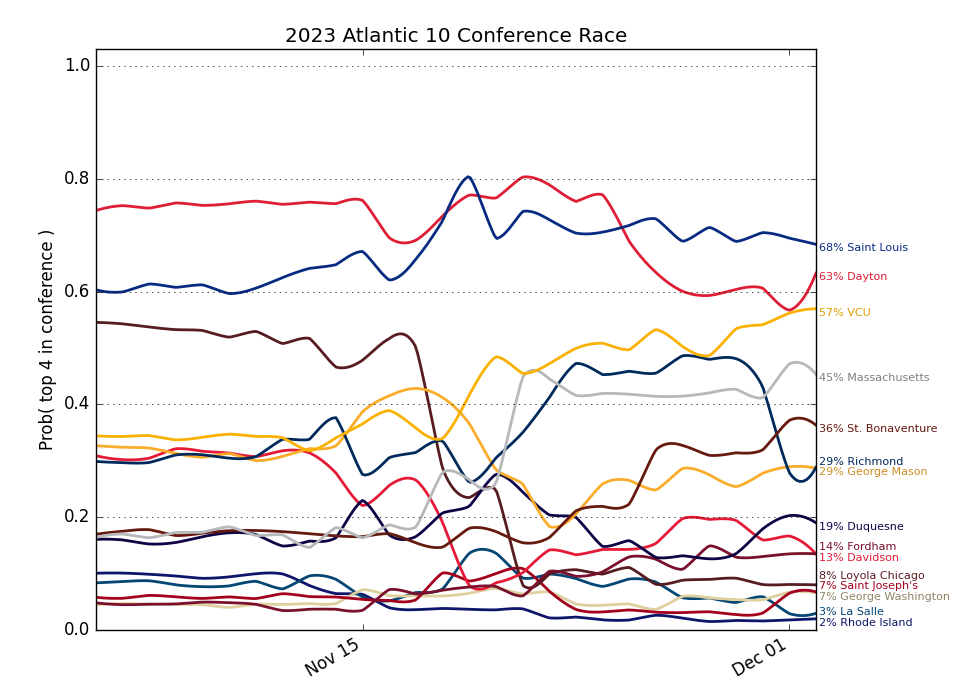 2023 Atlantic 10 Conference Race
Prob( top 4 in conference )
1.0
0.8
0.6
0.4
0.2
0.0
Nov 15
Dec 01
68% Saint Louis
63% Dayton
57% VCU
45% Massachusetts
36% St. Bonaventure
29% Richmond
29% George Mason
19% Duquesne
14% Fordham
13% Davidson
8% Loyola Chicago
7% Saint Joseph's
7% George Washington
3% La Salle
2% Rhode Island